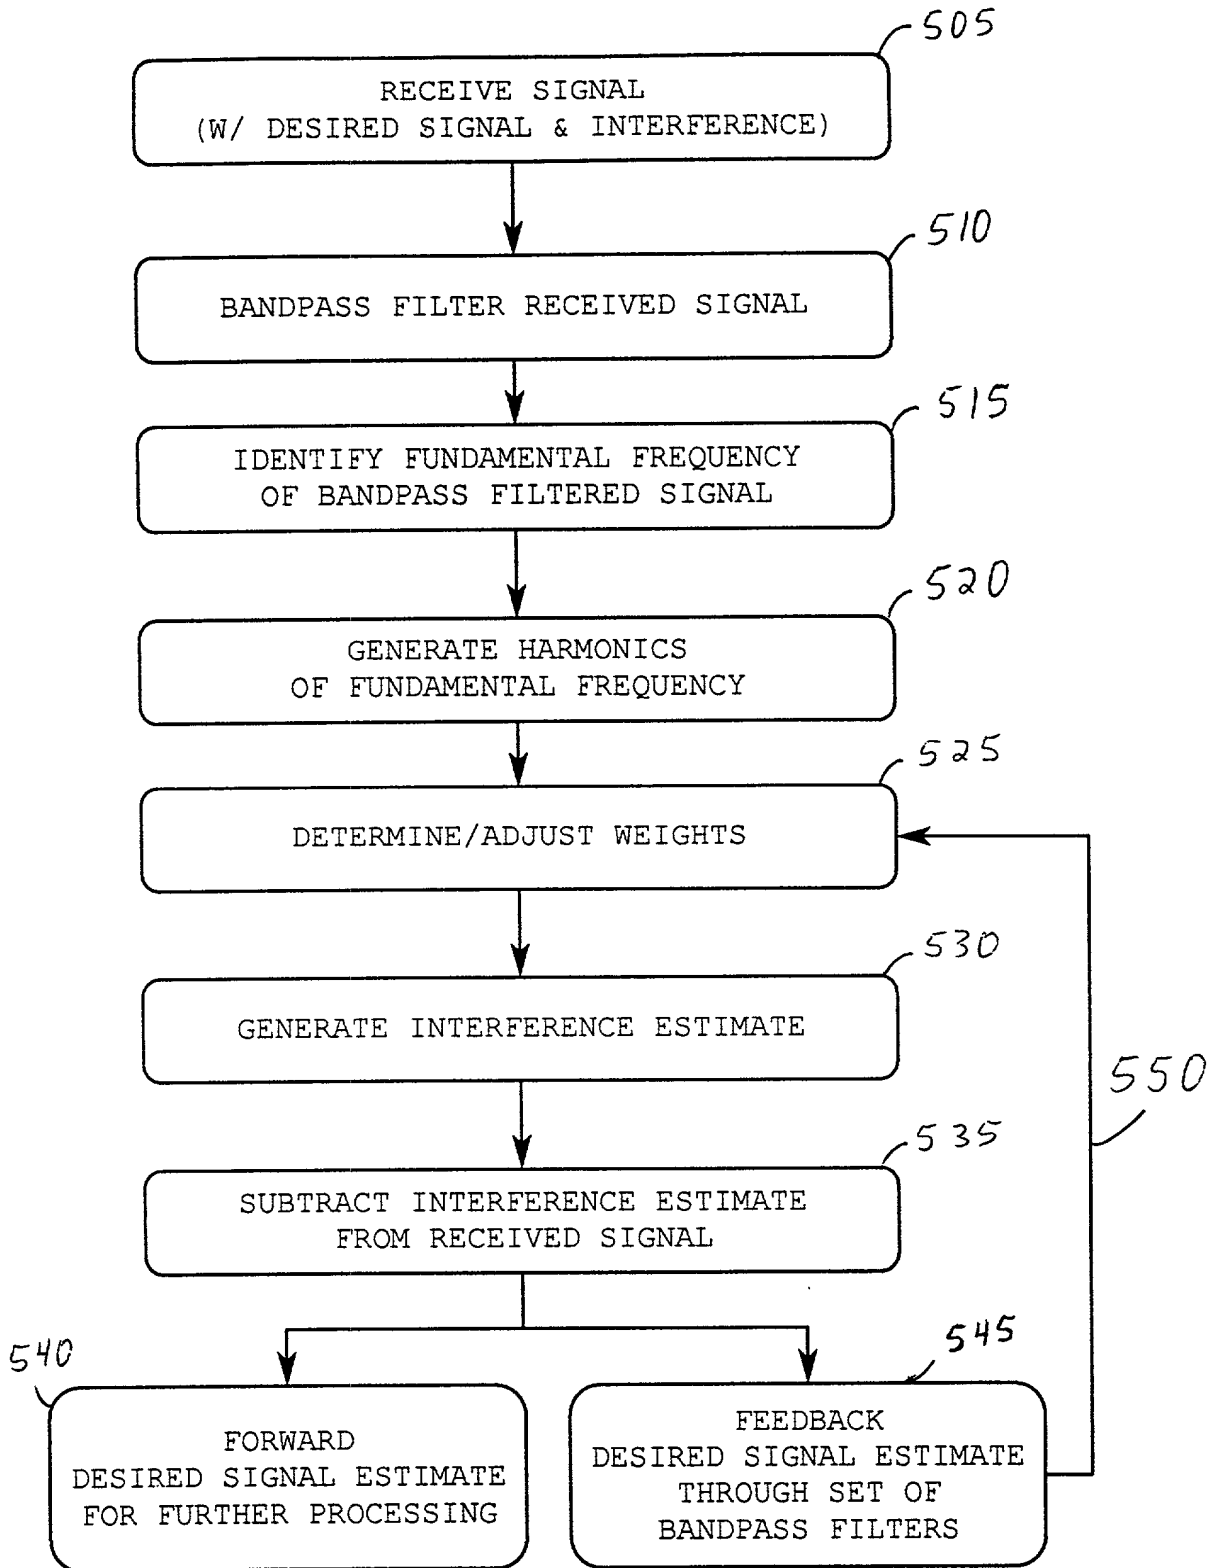 505
RECEIVE SIGNAL
(W/ DESIRED SIGNAL & INTERFERENCE)
510
BANDPASS FILTER RECEIVED SIGNAL
515
IDENTIFY FUNDAMENTAL FREQUENCY
OF BANDPASS FILTERED SIGNAL
520
GENERATE HARMONICS
OF FUNDAMENTAL FREQUENCY
525
DETERMINE/ADJUST WEIGHTS
530
GENERATE INTERFERENCE ESTIMATE
550
535
SUBTRACT INTERFERENCE ESTIMATE
FROM RECEIVED SIGNAL
540
FORWARD
DESIRED SIGNAL ESTIMATE
FOR FURTHER PROCESSING
545
FEEDBACK
DESIRED SIGNAL ESTIMATE
THROUGH SET OF
BANDPASS FILTERS